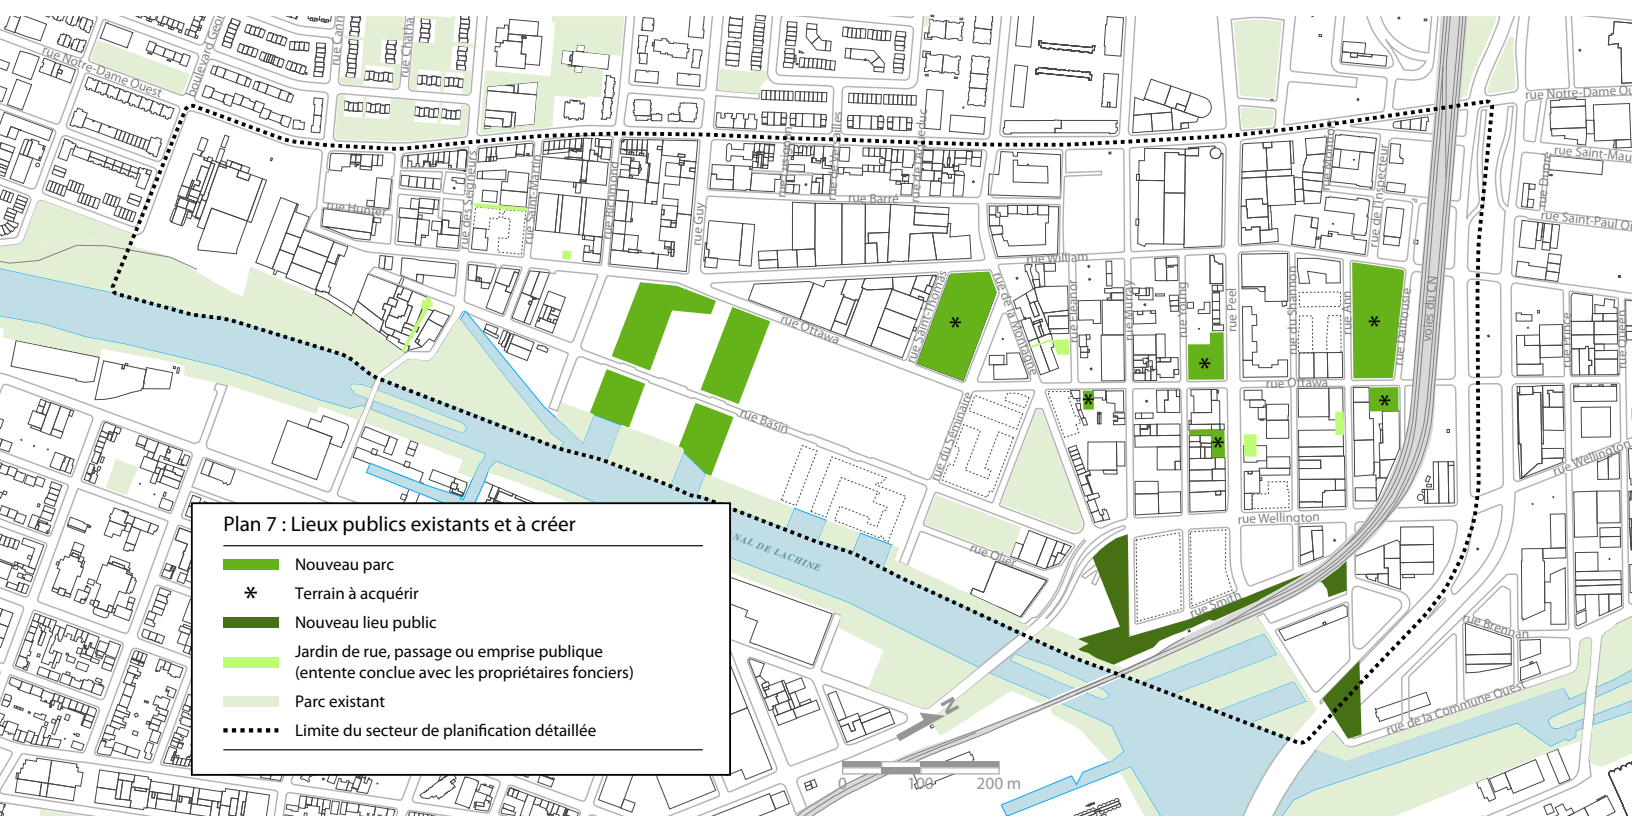 rue Notre-Dame Ouest
rue Hunter
rue des Seigneurs
rue Saint-Martin
rue Richmond
rue Guy
rue Barré
rue William
rue Ottawa
rue Saint-Thomas
rue de la Montagne
rue Eleanor
rue Murray
rue Young
rue Peel
rue du Shannon
rue Ann
rue Dalhousie
voies du CN
rue de l'Inspecteur
rue Notre-Dame Ou
rue Saint-Mau
rue Duke
rue Saint-Paul Ou
rue Prince
rue Queen
rue Ottawa
rue Basin
rue du Séminaire
rue Wellington
rue Wellington
rue Olier
rue Smith
rue Brennan
rue de la Commune Ouest
NAL DE LACHINE
Plan 7 : Lieux publics existants et à créer
Nouveau parc
* Terrain à acquérir
Nouveau lieu public
Jardin de rue, passage ou emprise publique
(entente conclue avec les propriétaires fonciers)
Parc existant
Limite du secteur de planification détaillée
N
0 100 200 m